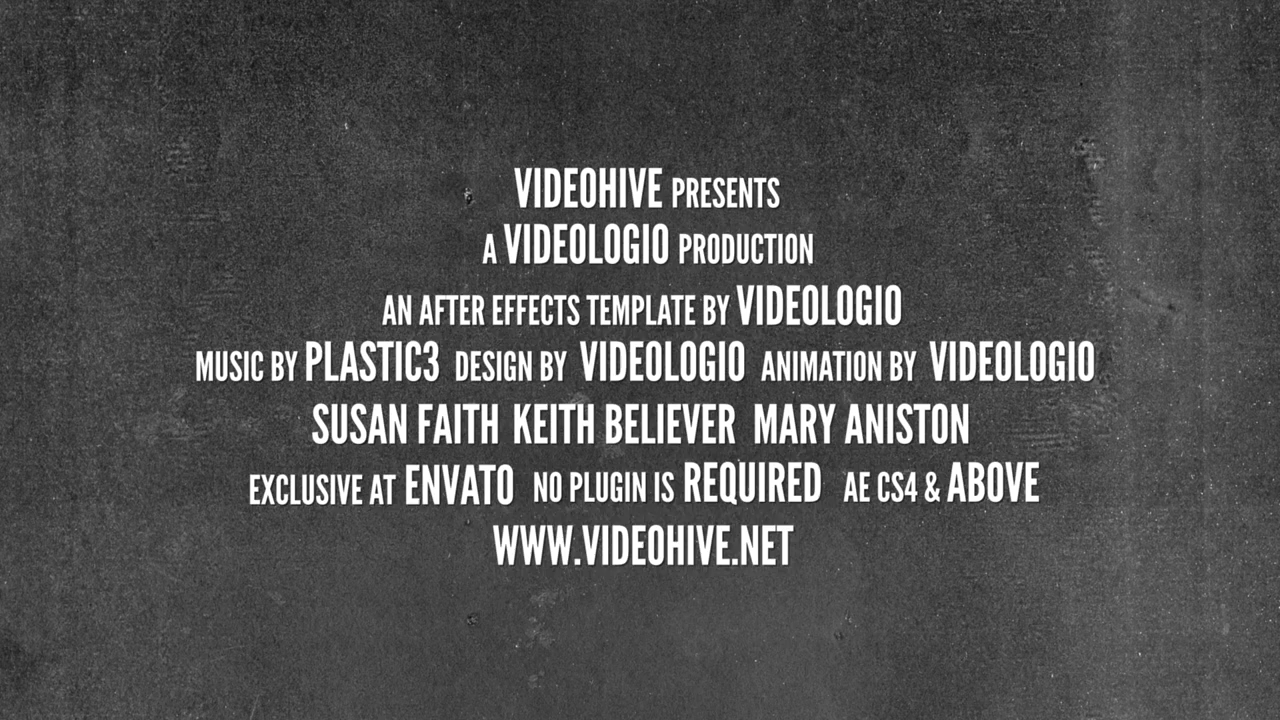 VIDEOHIVE PRESENTS
A VIDEOLOGIO PRODUCTION
AN AFTER EFFECTS TEMPLATE BY VIDEOLOGIO
MUSIC BY PLASTIC3 DESIGN BY VIDEOLOGIO ANIMATION BY VIDEOLOGIO
SUSAN FAITH KEITH BELIEVER MARY ANISTON
EXCLUSIVE AT ENVATO NO PLUGIN IS REQUIRED AE CS4 & ABOVE
WWW.VIDEOHIVE.NET